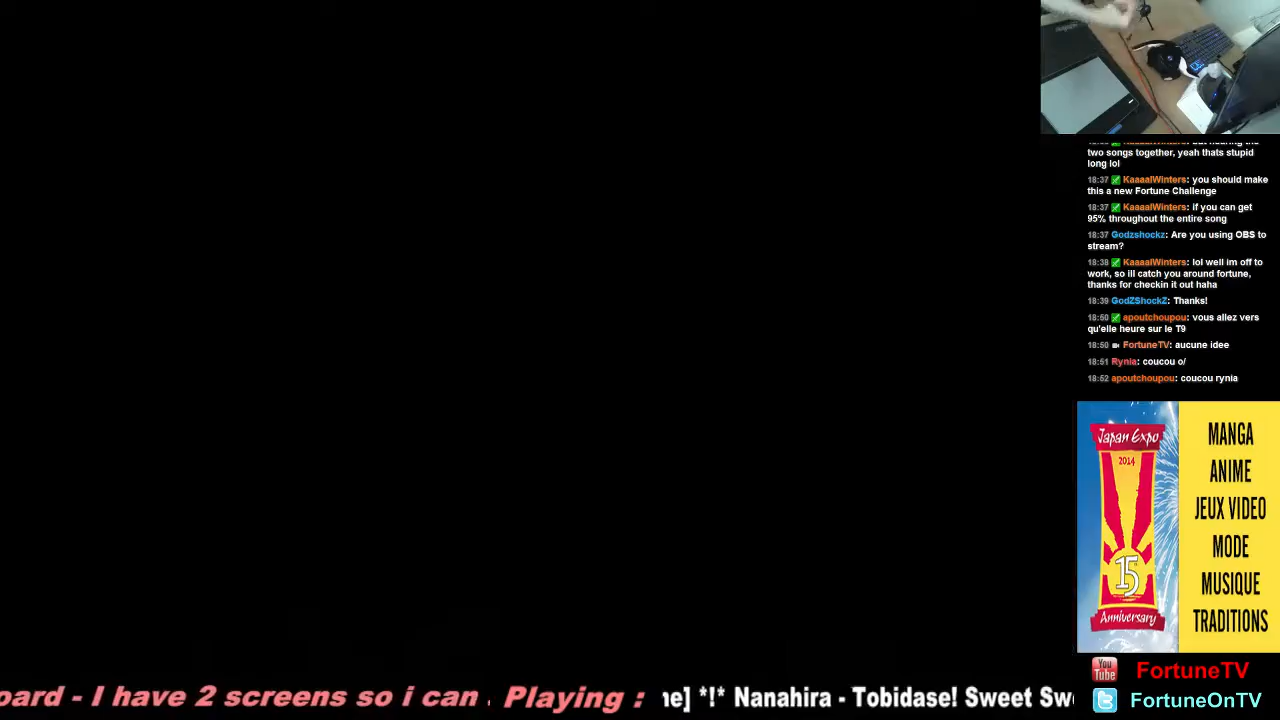 two songs together, yeah thats stupid
long lol
18:37 KaaaalWinters: you should make
this a new Fortune Challenge
18:37 KaaaalWinters: if you can get
95% throughout the entire song
18:37 Godzshockz: Are you using OBS to
stream?
18:38 KaaaalWinters: lol well im off to
work, so ill catch you around fortune,
thanks for checkin it out haha
18:39 GodZShockZ: Thanks!
18:50 apoutchoupou: vous allez vers
qu'elle heure sur le T9
18:50 FortuneTV: aucune idee
18:51 Rynia: coucou o/
18:52 apoutchoupou: coucou rynia
Japan Expo
2014
15
Anniversary
MANGA
ANIME
JEUX VIDEO
MODE
MUSIQUE
TRADITIONS
You Tube FortuneTV
FortuneOnTV
oard - I have 2 screens so i can . Playing : ne] *!* Nanahira - Tobidase! Sweet Swe